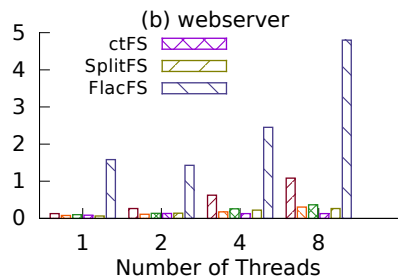 (b) webserver
5
ctFS
4
SplitFS
FlacFS
3
2
1
0
1 2 4 8
Number of Threads